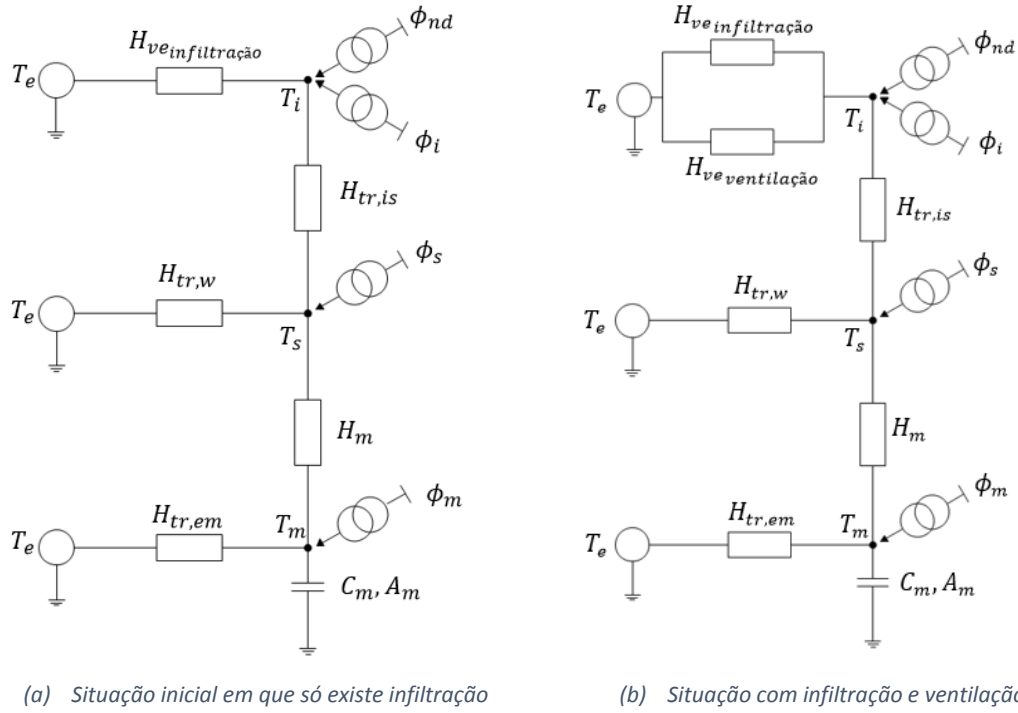 H_ve_infiltração
ϕ_nd
T_e
T_i
ϕ_i
H_tr,is
ϕ_s
H_tr,w
T_e
T_s
H_m
ϕ_m
H_tr,em
T_m
T_e
C_m, A_m
(a) Situação inicial em que só existe infiltração
H_ve_infiltração
ϕ_nd
T_e
T_i
ϕ_i
H_ve_ventilação
H_tr,is
ϕ_s
H_tr,w
T_e
T_s
H_m
ϕ_m
H_tr,em
T_m
T_e
C_m, A_m
(b) Situação com infiltração e ventilação